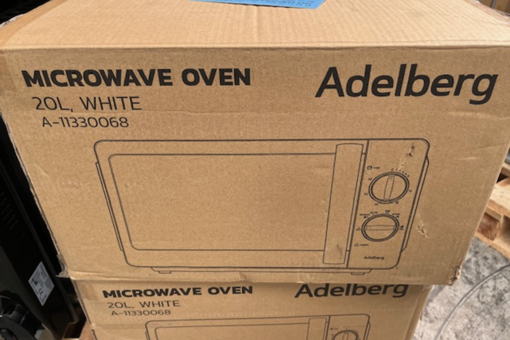 MICROWAVE OVEN
Adelberg
20L, WHITE
A-11330068
Adelberg
MICROWAVE OVEN
Adelberg
20L, WHITE
A-11330068